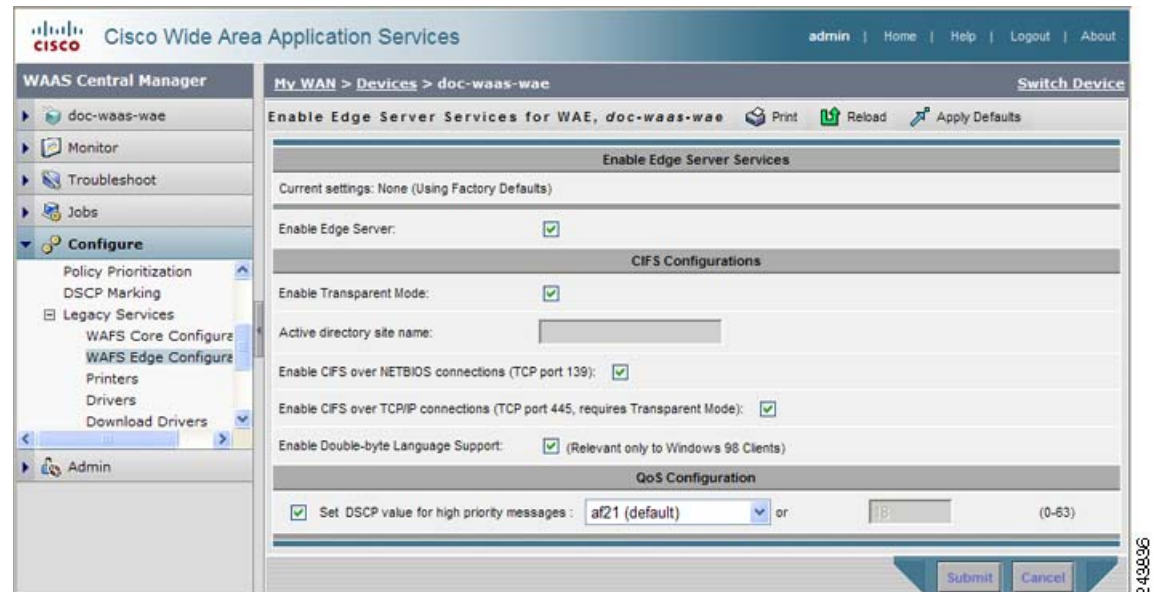 CISCO Cisco Wide Area Application Services
admin | Home | Help | Logout | About
WAAS Central Manager
My WAN > Devices > doc-waas-wae
Switch Device
doc-waas-wae
Monitor
Troubleshoot
Jobs
Configure
Policy Prioritization
DSCP Marking
Legacy Services
WAFS Core Configura
WAFS Edge Configura
Printers
Drivers
Download Drivers
Admin
Enable Edge Server Services for WAE, doc-waas-wae Print Reload Apply Defaults
Enable Edge Server Services
Current settings: None (Using Factory Defaults)
Enable Edge Server:
CIFS Configurations
Enable Transparent Mode:
Active directory site name:
Enable CIFS over NETBIOS connections (TCP port 139):
Enable CIFS over TCP/IP connections (TCP port 445, requires Transparent Mode):
Enable Double-byte Language Support: (Relevant only to Windows 98 Clients)
QoS Configuration
Set DSCP value for high priority messages : af21 (default) or 18 (0-63)
Submit Cancel
243836